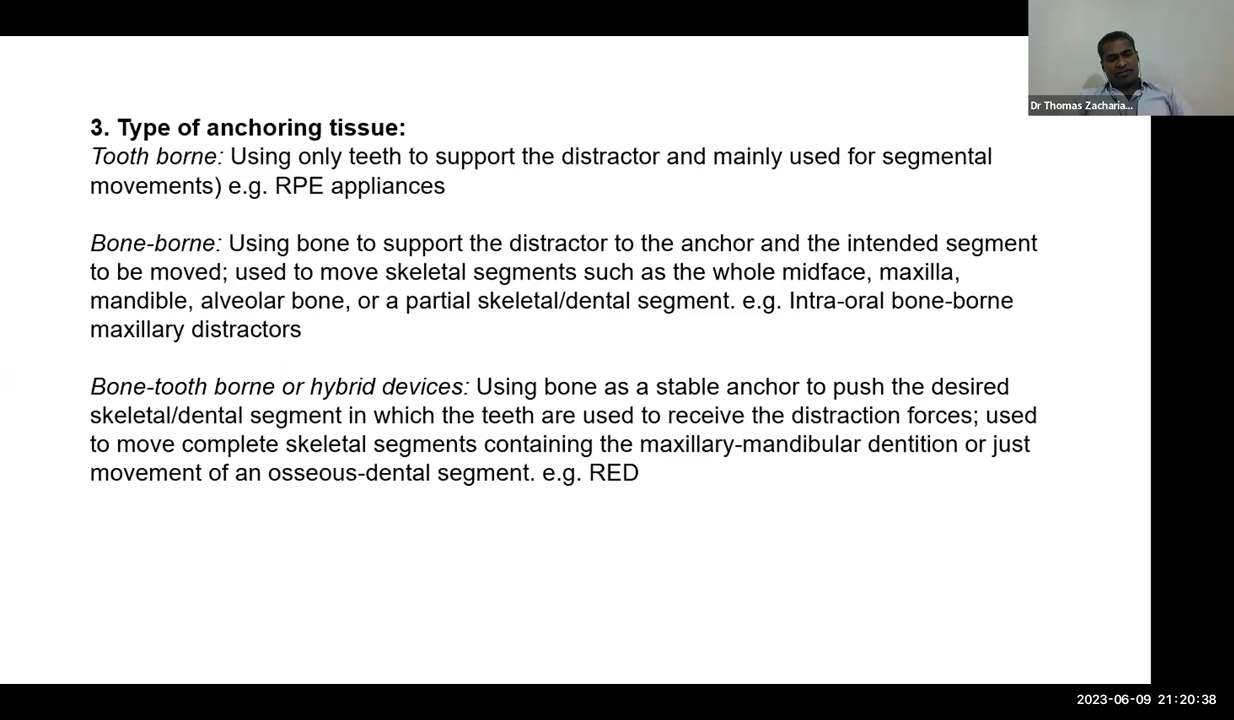 Dr Thomas Zacharia...
3. Type of anchoring tissue:
Tooth borne: Using only teeth to support the distractor and mainly used for segmental
movements) e.g. RPE appliances
Bone-borne: Using bone to support the distractor to the anchor and the intended segment
to be moved; used to move skeletal segments such as the whole midface, maxilla,
mandible, alveolar bone, or a partial skeletal/dental segment. e.g. Intra-oral bone-borne
maxillary distractors
Bone-tooth borne or hybrid devices: Using bone as a stable anchor to push the desired
skeletal/dental segment in which the teeth are used to receive the distraction forces; used
to move complete skeletal segments containing the maxillary-mandibular dentition or just
movement of an osseous-dental segment. e.g. RED
2023-06-09 21:20:38